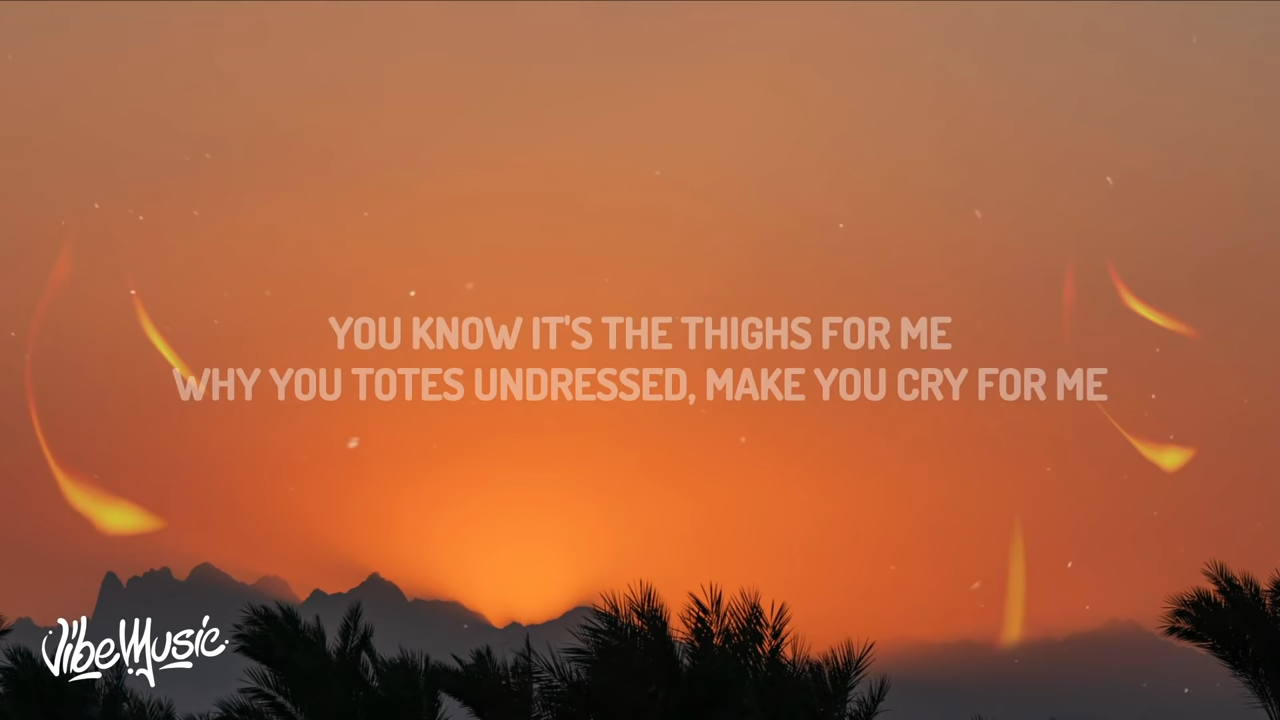 YOU KNOW IT'S THE THIGHS FOR ME
WHY YOU TOTES UNDRESSED, MAKE YOU CRY FOR ME
VibeMusic